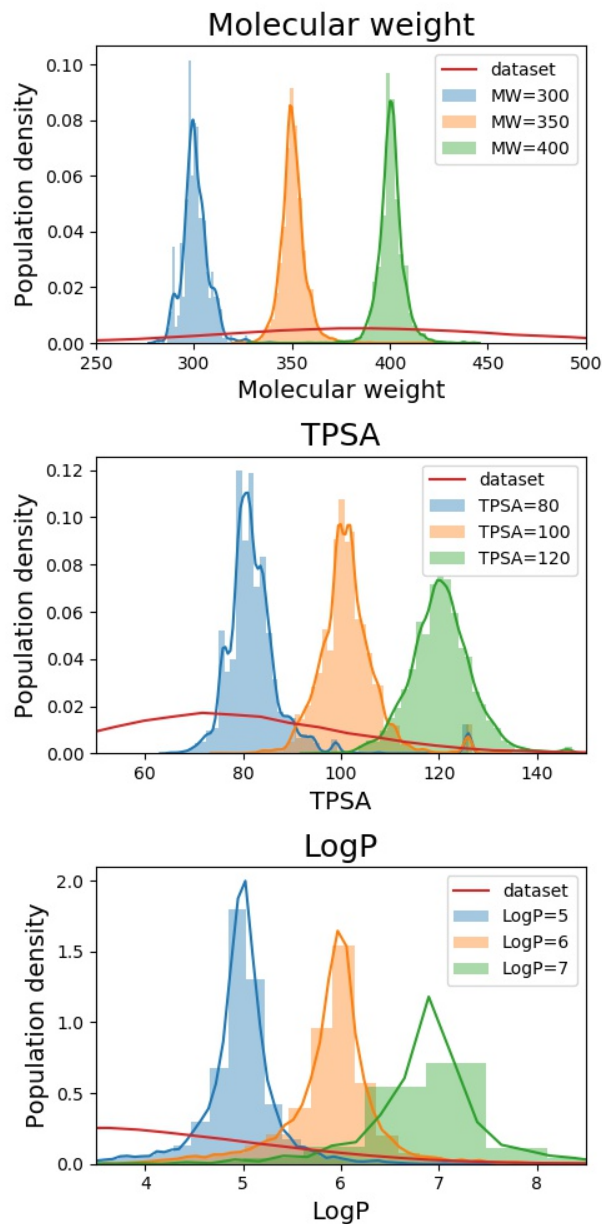 Molecular weight
Population density
0.10
0.08
0.06
0.04
0.02
0.00
dataset
MW=300
MW=350
MW=400
250 300 350 400 450 500
Molecular weight
TPSA
Population density
0.12
0.10
0.08
0.06
0.04
0.02
0.00
dataset
TPSA=80
TPSA=100
TPSA=120
60 80 100 120 140
TPSA
LogP
Population density
2.0
1.5
1.0
0.5
0.0
dataset
LogP=5
LogP=6
LogP=7
4 5 6 7 8
LogP